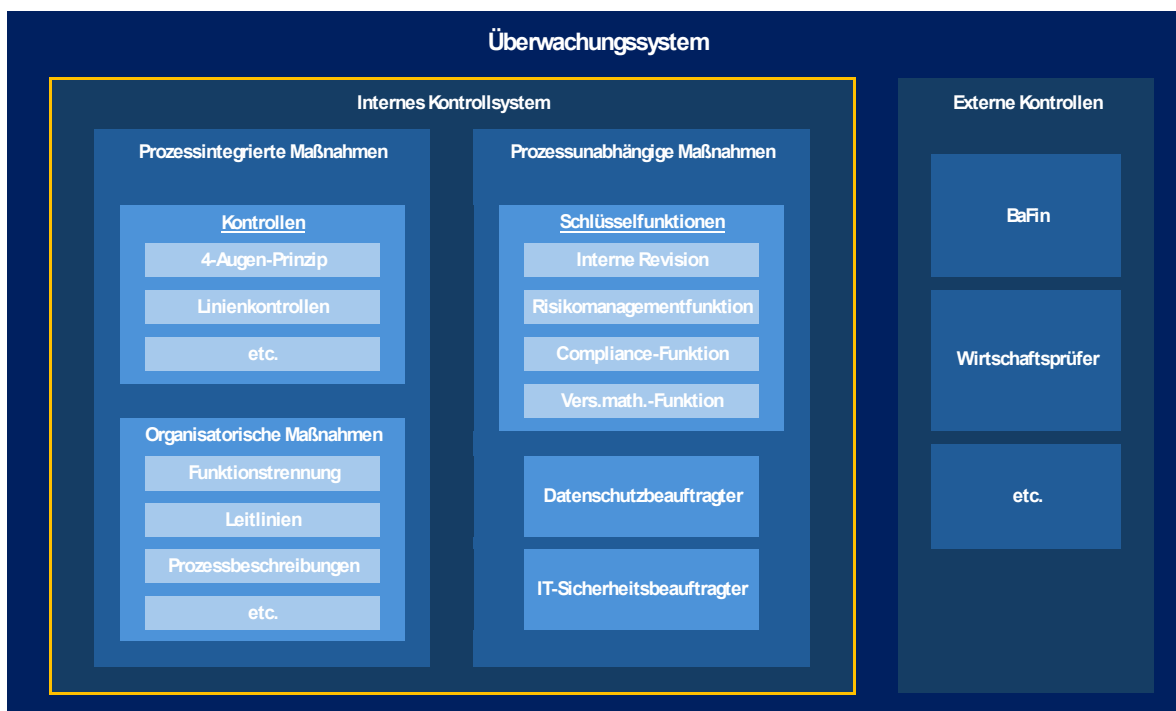 Überwachungssystem
Internes Kontrollsystem
Prozessintegrierte Maßnahmen
Kontrollen
4-Augen-Prinzip
Linienkontrollen
etc.
Organisatorische Maßnahmen
Funktionstrennung
Leitlinien
Prozessbeschreibungen
etc.
Prozessunabhängige Maßnahmen
Schlüsselfunktionen
Interne Revision
Risikomanagementfunktion
Compliance-Funktion
Vers.math.-Funktion
Datenschutzbeauftragter
IT-Sicherheitsbeauftragter
Externe Kontrollen
BaFin
Wirtschaftsprüfer
etc.